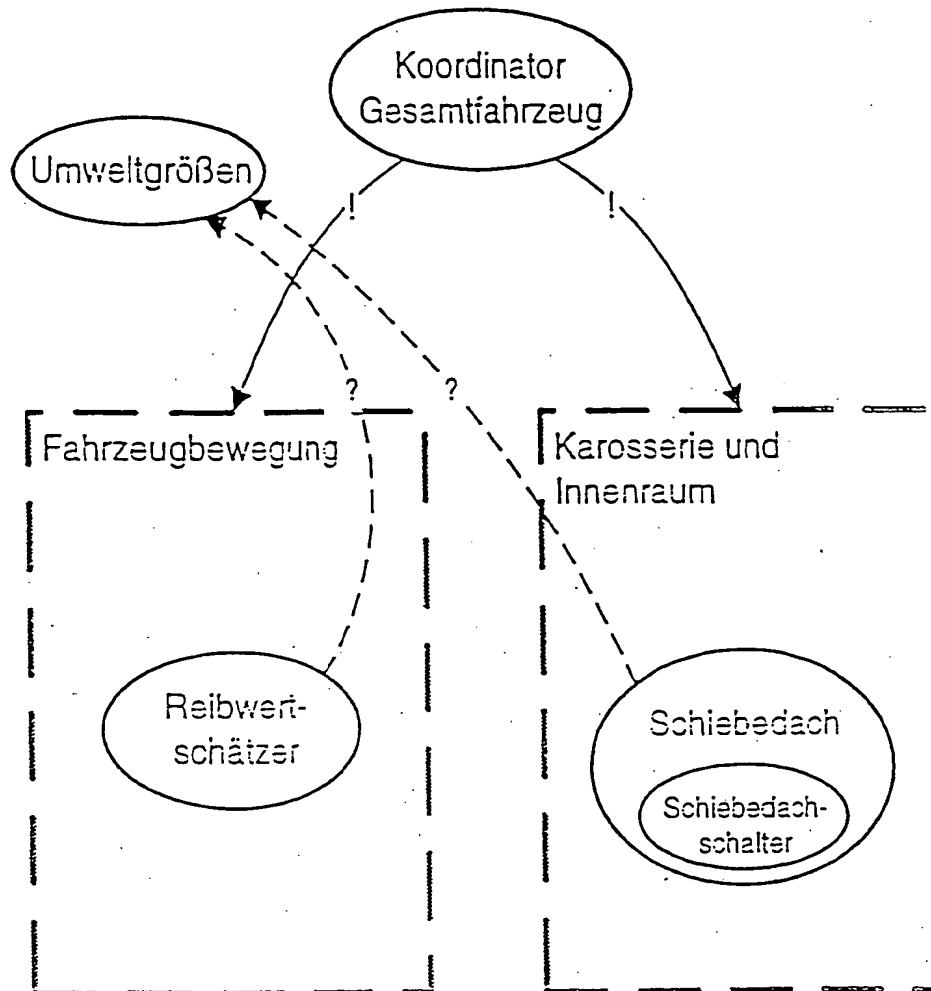 Koordinator
Gesamtfahrzeug
Umweltgrößen
!
!
?
?
Fahrzeugbewegung
Karosserie und
Innenraum
Reibwert-
schätzer
Schiebedach
Schiebedach-
schalter